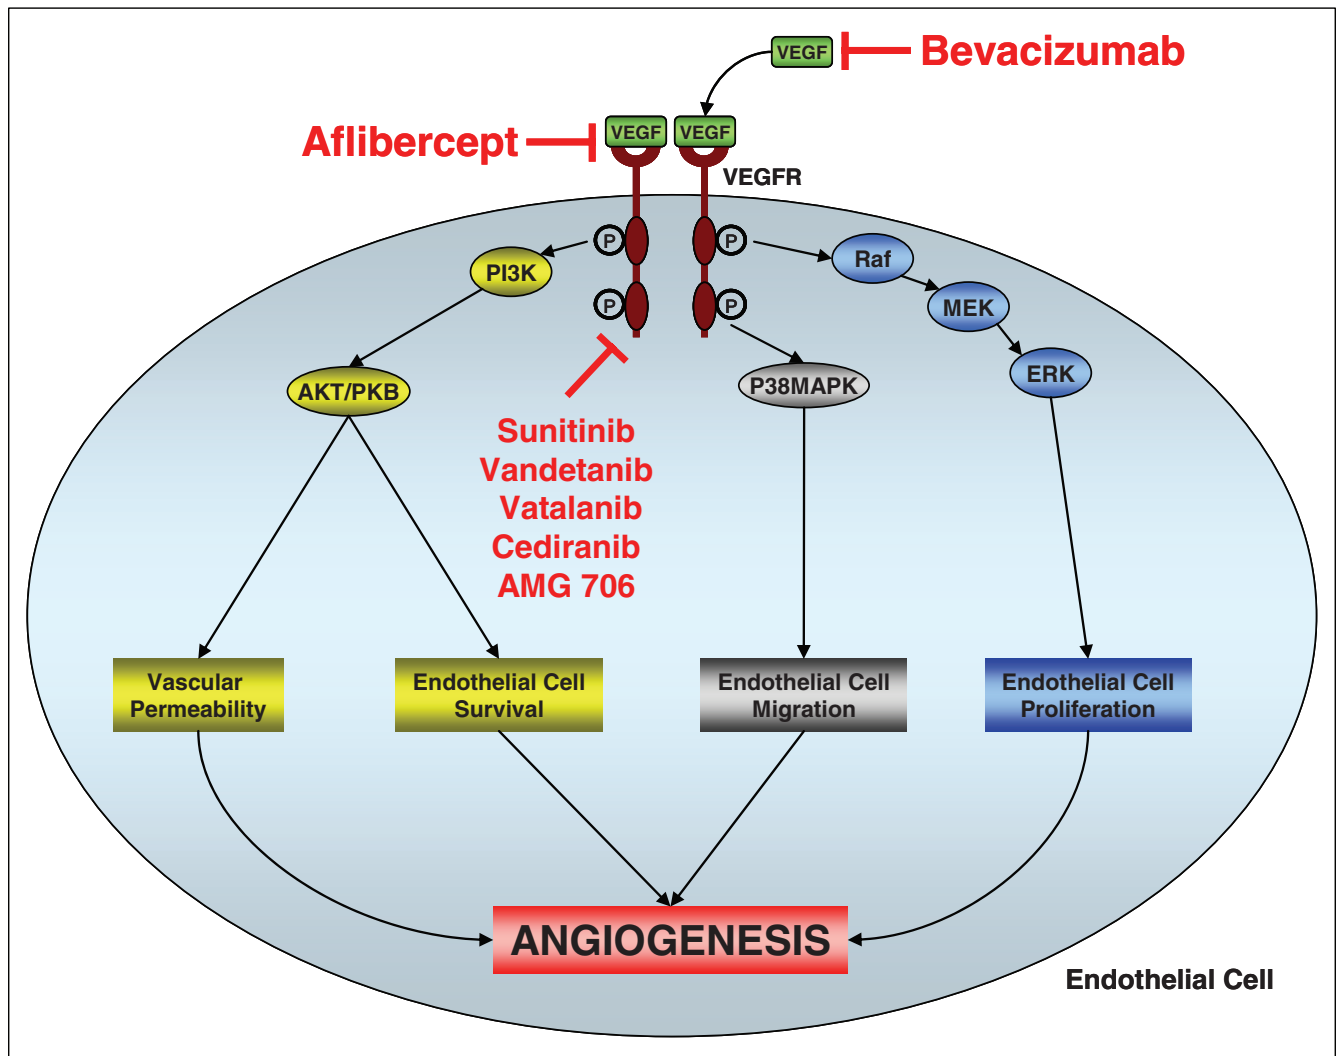 VEGF
Bevacizumab
Aflibercept
VEGF
VEGF
VEGFR
P
P
PI3K
Raf
P
P
MEK
AKT/PKB
P38MAPK
ERK
Sunitinib
Vandetanib
Vatalanib
Cediranib
AMG 706
Vascular
Permeability
Endothelial Cell
Survival
Endothelial Cell
Migration
Endothelial Cell
Proliferation
ANGIOGENESIS
Endothelial Cell